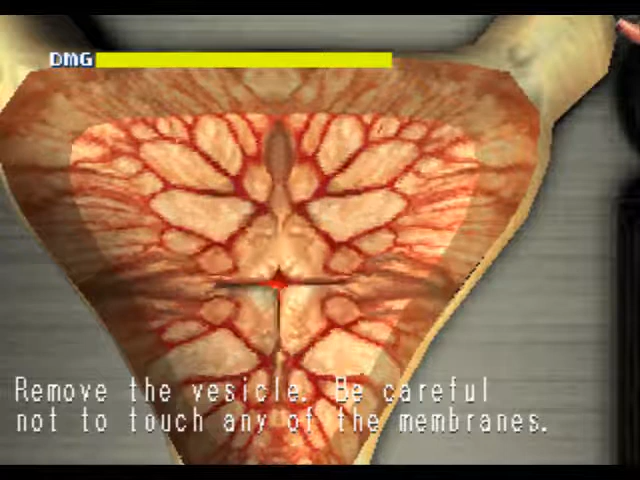 DMG
Remove the vesicle. Be careful
not to touch any of the membranes.